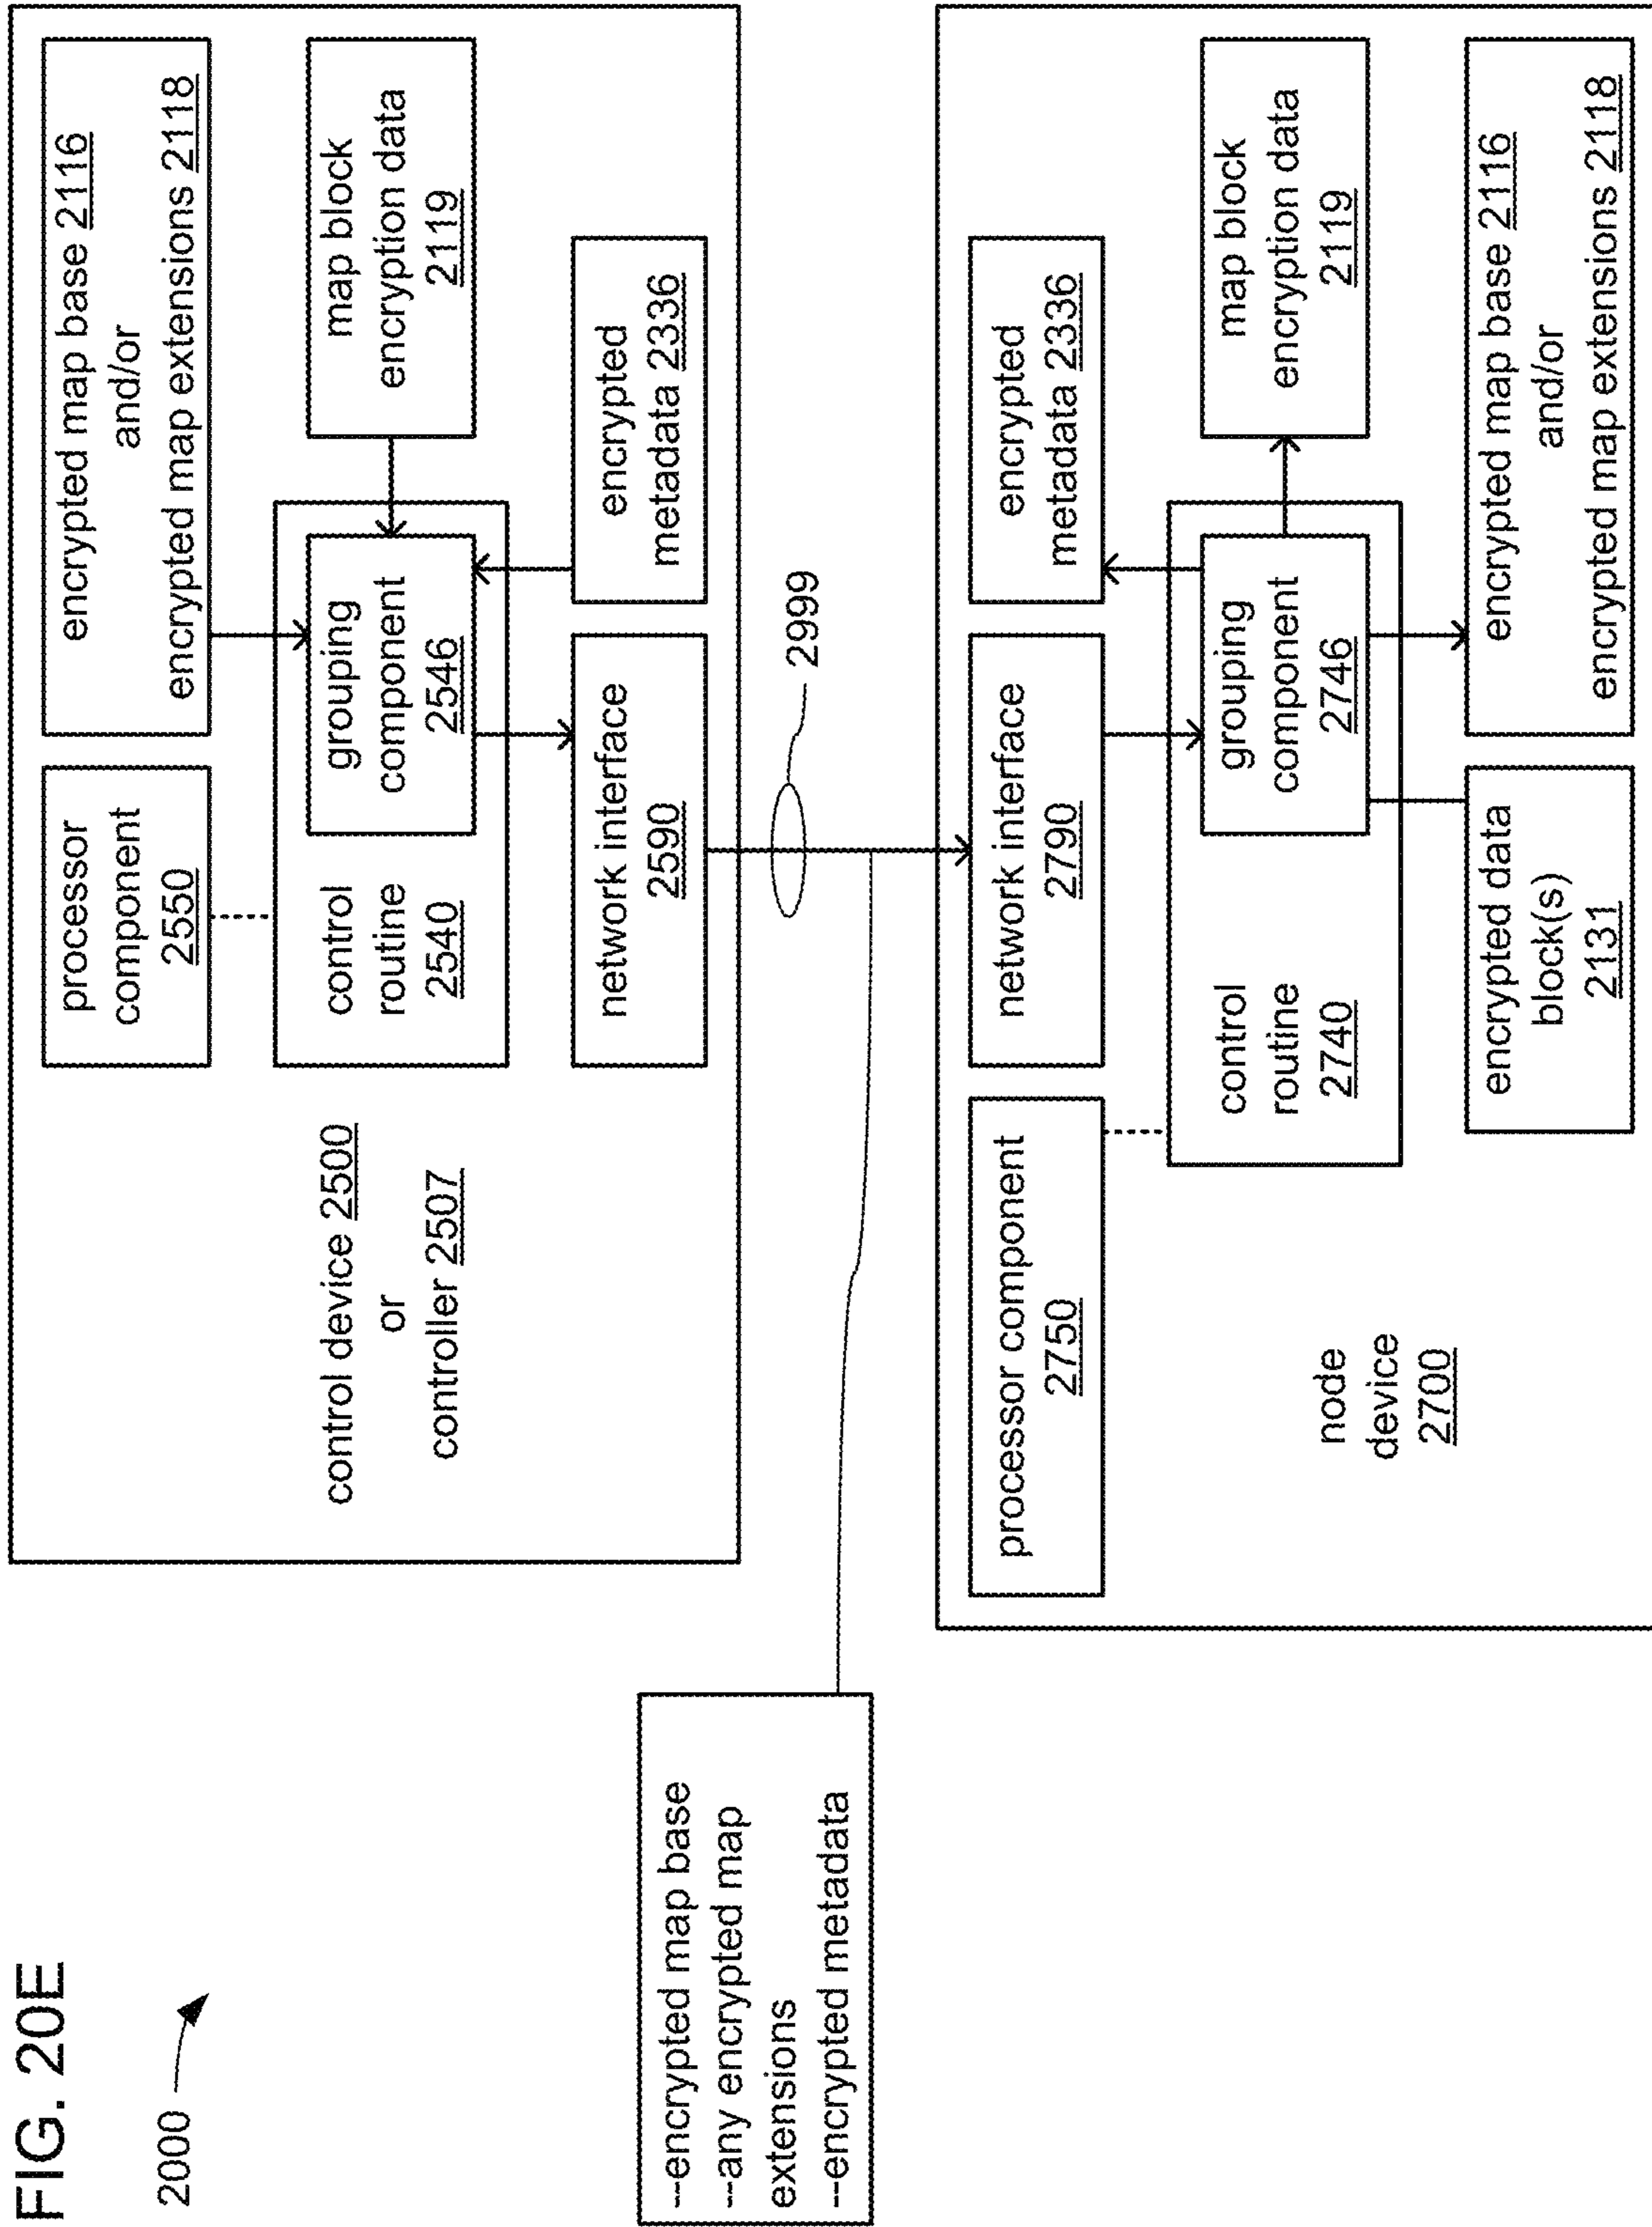 FIG. 20E
2000
--encrypted map base
--any encrypted map
extensions
--encrypted metadata
control device 2500
or
controller 2507
processor
component
2550
control
routine
2540
grouping
component
2546
encrypted map base 2116
and/or
encrypted map extensions 2118
map block
encryption data
2119
encrypted
metadata 2336
network interface
2590
2999
processor component
2750
network interface
2790
encrypted
metadata 2336
node
device
2700
control
routine
2740
grouping
component
2746
map block
encryption data
2119
encrypted data
block(s)
2131
encrypted map base 2116
and/or
encrypted map extensions 2118